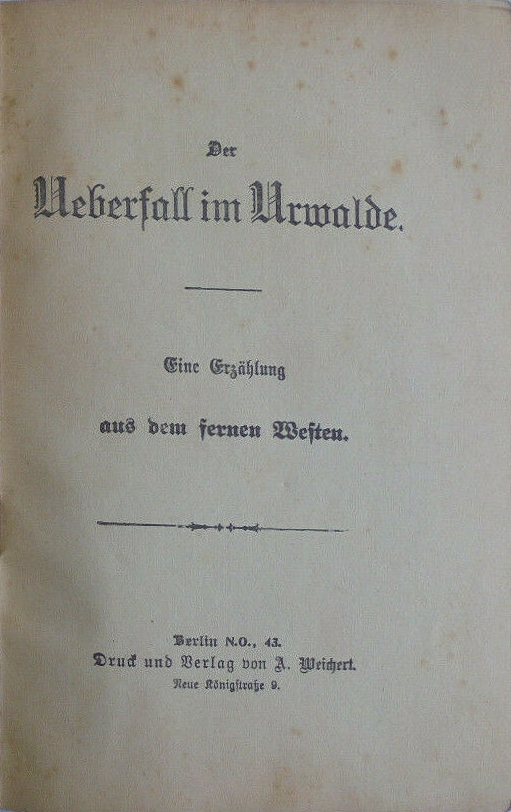 Der
Ueberfall im Urwalde.
Eine Erzählung
aus dem fernen Westen.
Berlin N.O., 43.
Druck und Verlag von A. Weichert.
Neue Königstraße 9.